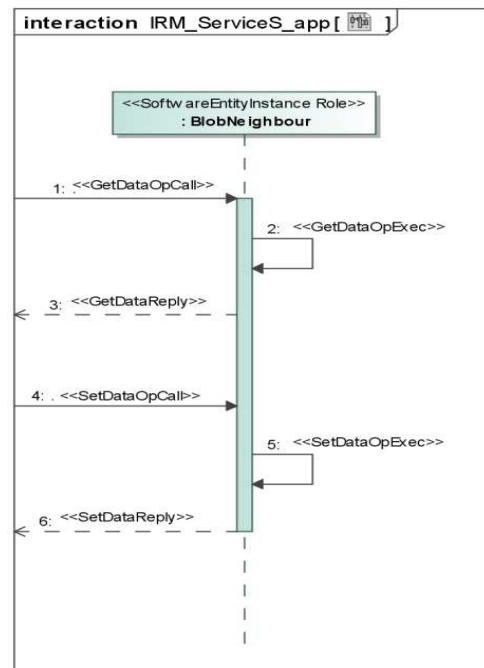 interaction IRM_ServiceS_app [ ]
<<SoftwareEntityInstance Role>>
: BlobNeighbour
1: . <<GetDataOpCall>>
2: <<GetDataOpExec>>
3: <<GetDataReply>>
4: . <<SetDataOpCall>>
5: <<SetDataOpExec>>
6: <<SetDataReply>>